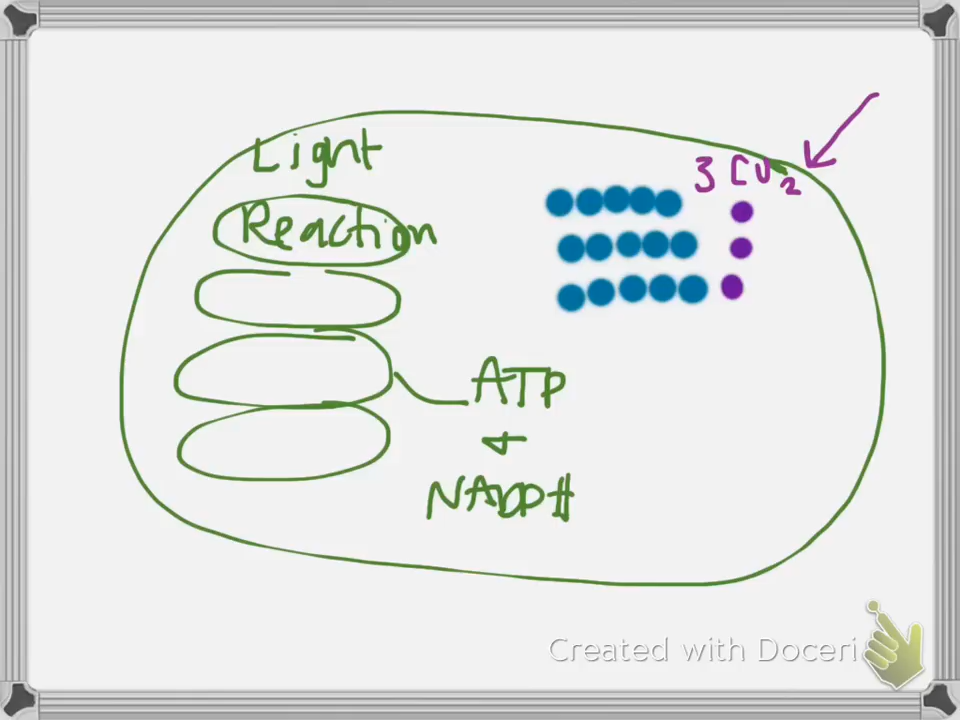 Light
Reaction
3 CO2
ATP
+
NADPH
Created with Doceri